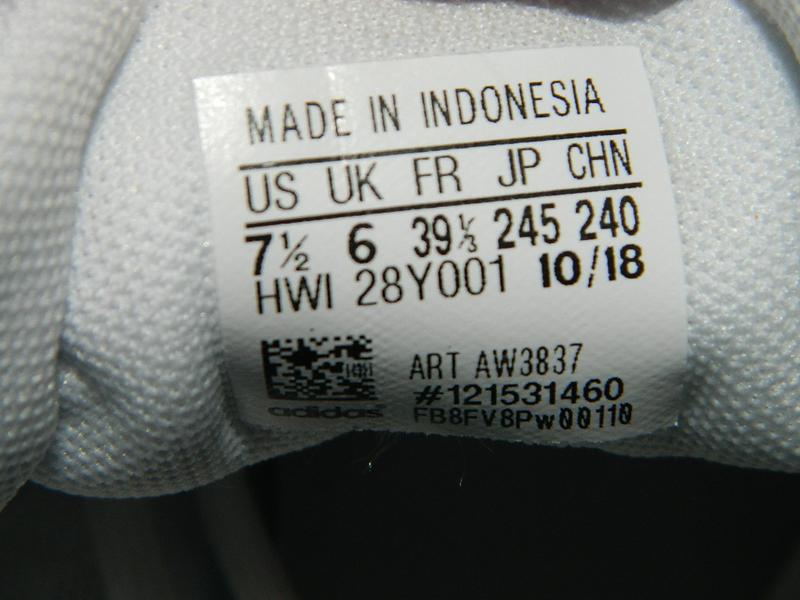 MADE IN INDONESIA
US UK FR JP CHN
7½ 6 39⅓ 245 240
HWI 28Y001 10/18
ART AW3837
#121531460
adidas FB8FV8Pw00110